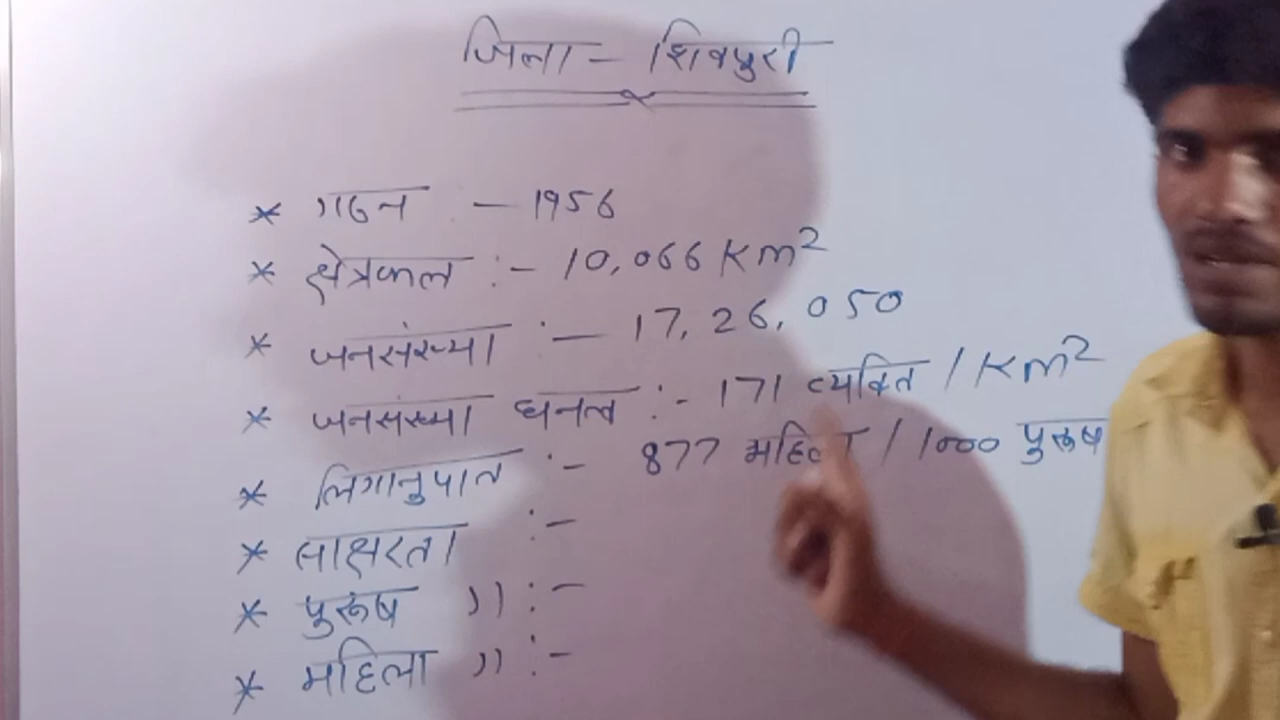 जिला - शिवपुरी
* गठन - 1956
* क्षेत्रफल :- 10,066 Km²
* जनसंख्या :- 17,26,050
* जनसंख्या घनत्व :- 171 व्यक्ति / Km²
* लिंगानुपात :- 877 महिला / 1000 पुरूष
* साक्षरता :-
* पुरूष ,, :-
* महिला ,, :-